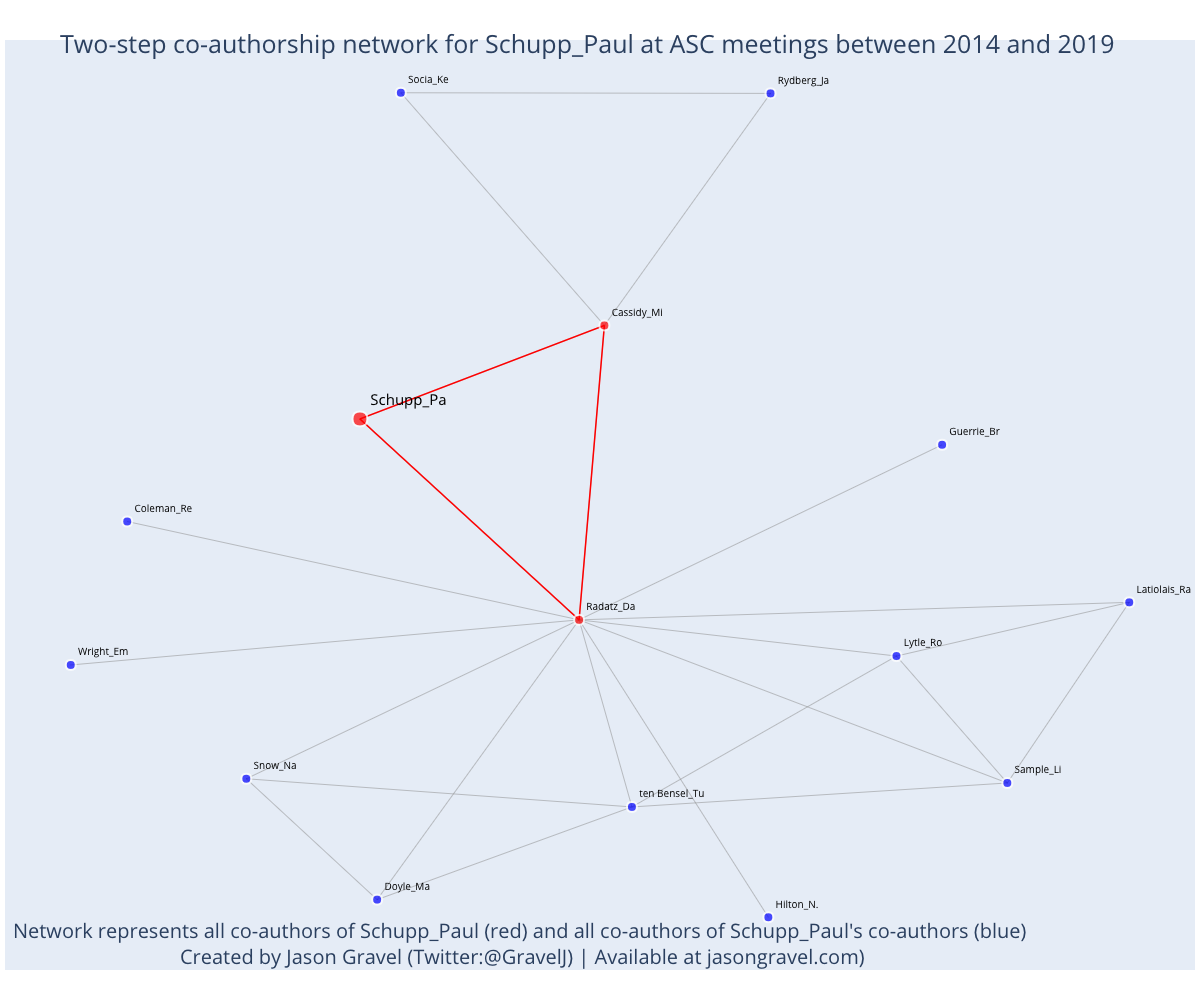 Two-step co-authorship network for Schupp_Paul at ASC meetings between 2014 and 2019
Socia_Ke
Rydberg_Ja
Cassidy_Mi
Schupp_Pa
Guerrie_Br
Coleman_Re
Latiolais_Ra
Radatz_Da
Lytle_Ro
Wright_Em
Snow_Na
Sample_Li
ten Bensel_Tu
Doyle_Ma
Hilton_N.
Network represents all co-authors of Schupp_Paul (red) and all co-authors of Schupp_Paul's co-authors (blue)
Created by Jason Gravel (Twitter:@GravelJ) | Available at jasongravel.com)